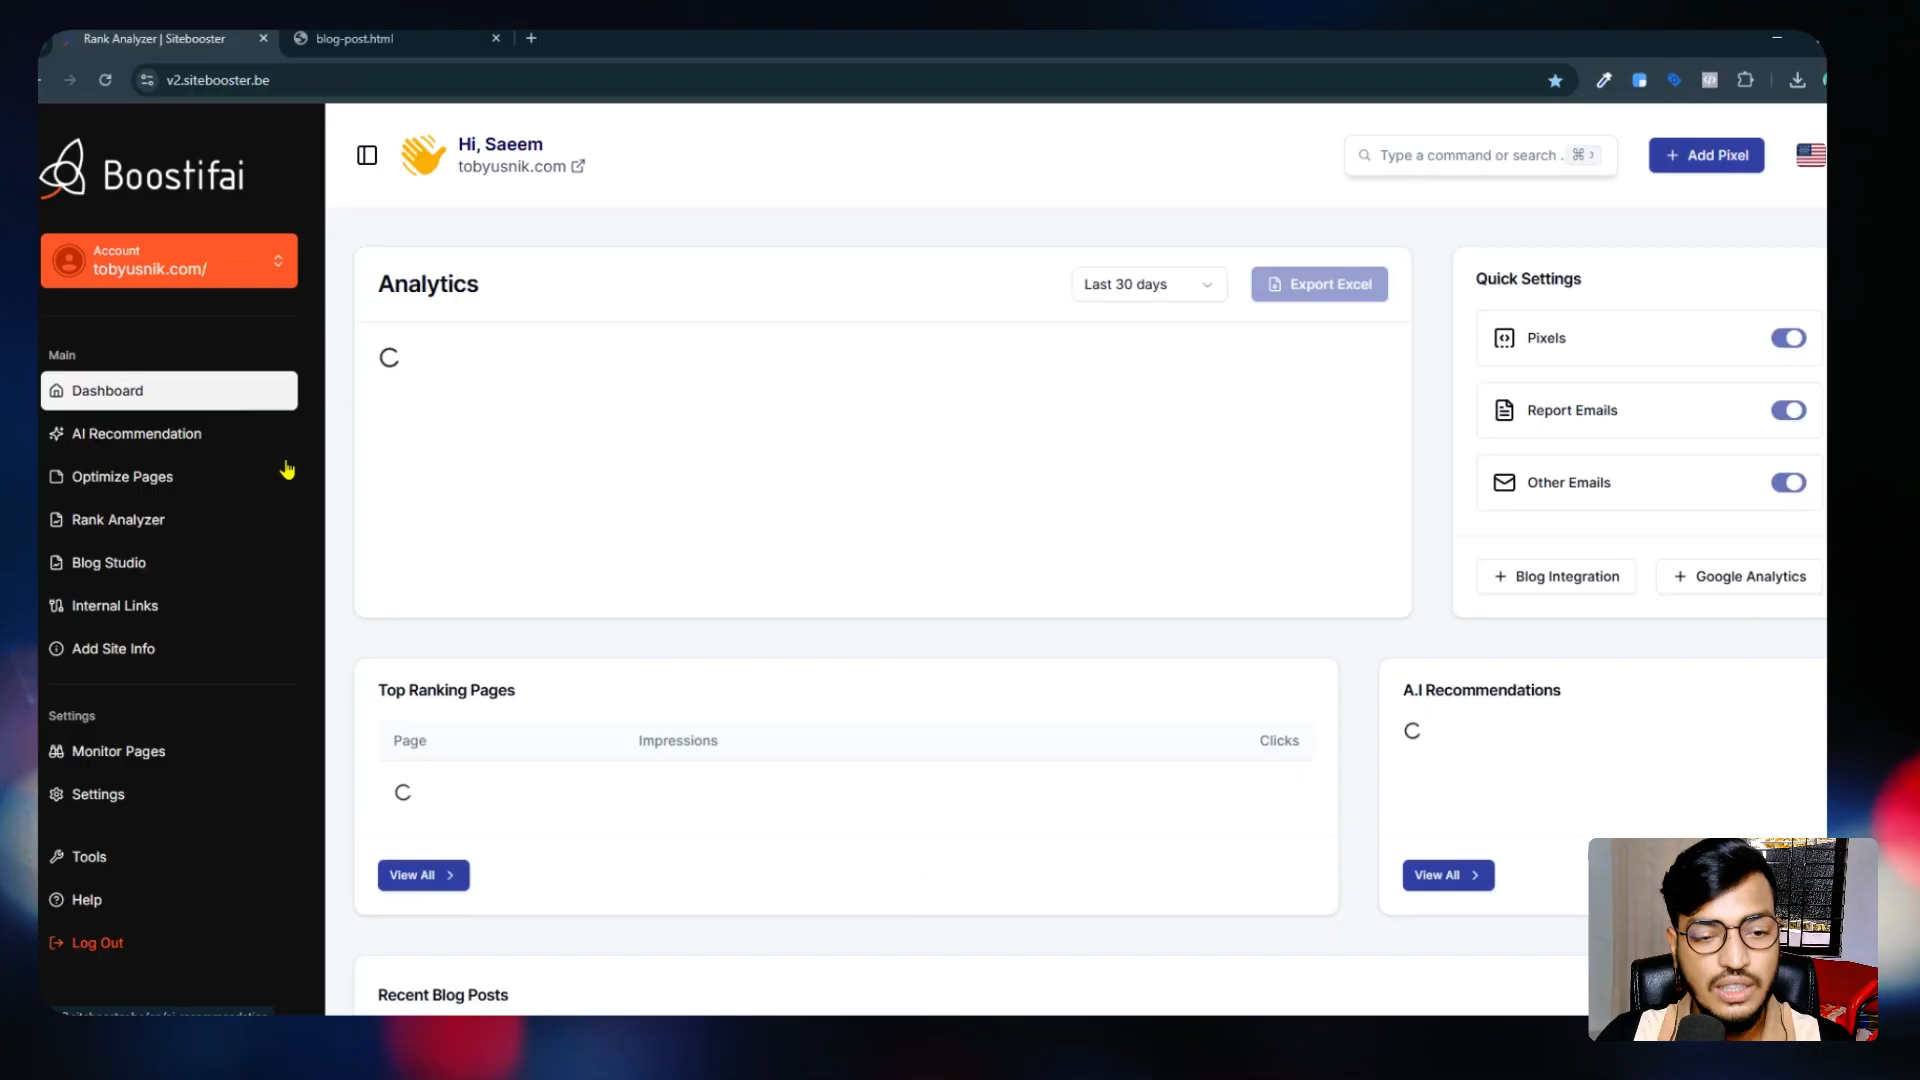 Rank Analyzer | Sitebooster
blog-post.html
v2.sitebooster.be
Boostifai
Account
tobyusnik.com/
Main
Dashboard
AI Recommendation
Optimize Pages
Rank Analyzer
Blog Studio
Internal Links
Add Site Info
Settings
Monitor Pages
Settings
Tools
Help
Log Out
Hi, Saeem
tobyusnik.com
Type a command or search .
+ Add Pixel
Analytics
Last 30 days
Export Excel
Quick Settings
Pixels
Report Emails
Other Emails
+ Blog Integration
+ Google Analytics
Top Ranking Pages
Page Impressions Clicks
View All
A.I Recommendations
View All
Recent Blog Posts